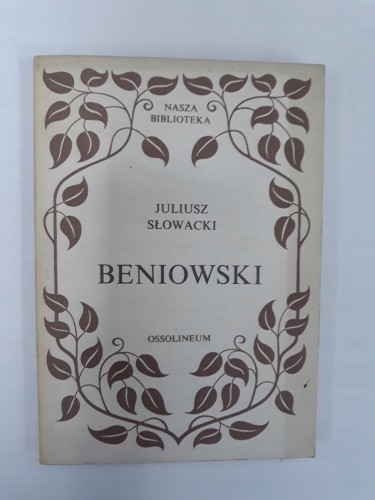 NASZA
BIBLIOTEKA
JULIUSZ
SŁOWACKI
BENIOWSKI
OSSOLINEUM